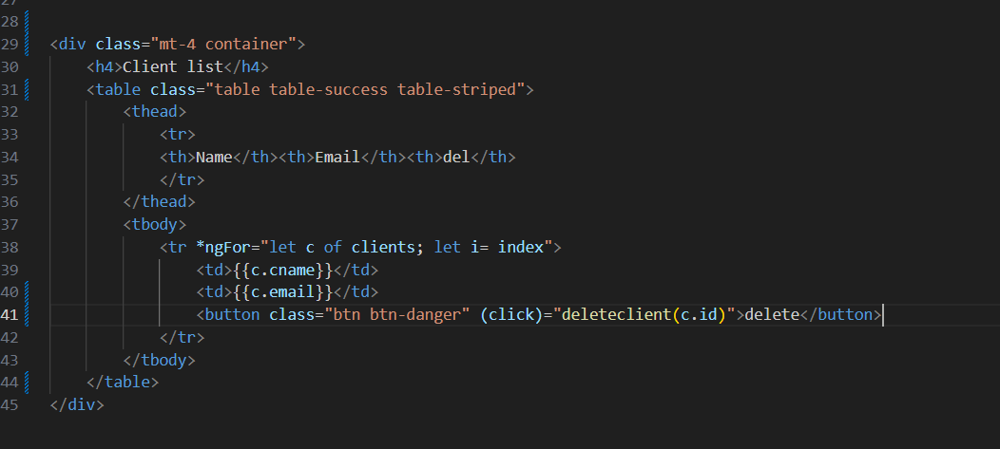 27
28
29 <div class="mt-4 container">
30     <h4>Client list</h4>
31     <table class="table table-success table-striped">
32         <thead>
33             <tr>
34             <th>Name</th><th>Email</th><th>del</th>
35             </tr>
36         </thead>
37         <tbody>
38             <tr *ngFor="let c of clients; let i= index">
39                 <td>{{c.cname}}</td>
40                 <td>{{c.email}}</td>
41                 <button class="btn btn-danger" (click)="deleteclient(c.id)">delete</button>
42             </tr>
43         </tbody>
44     </table>
45 </div>